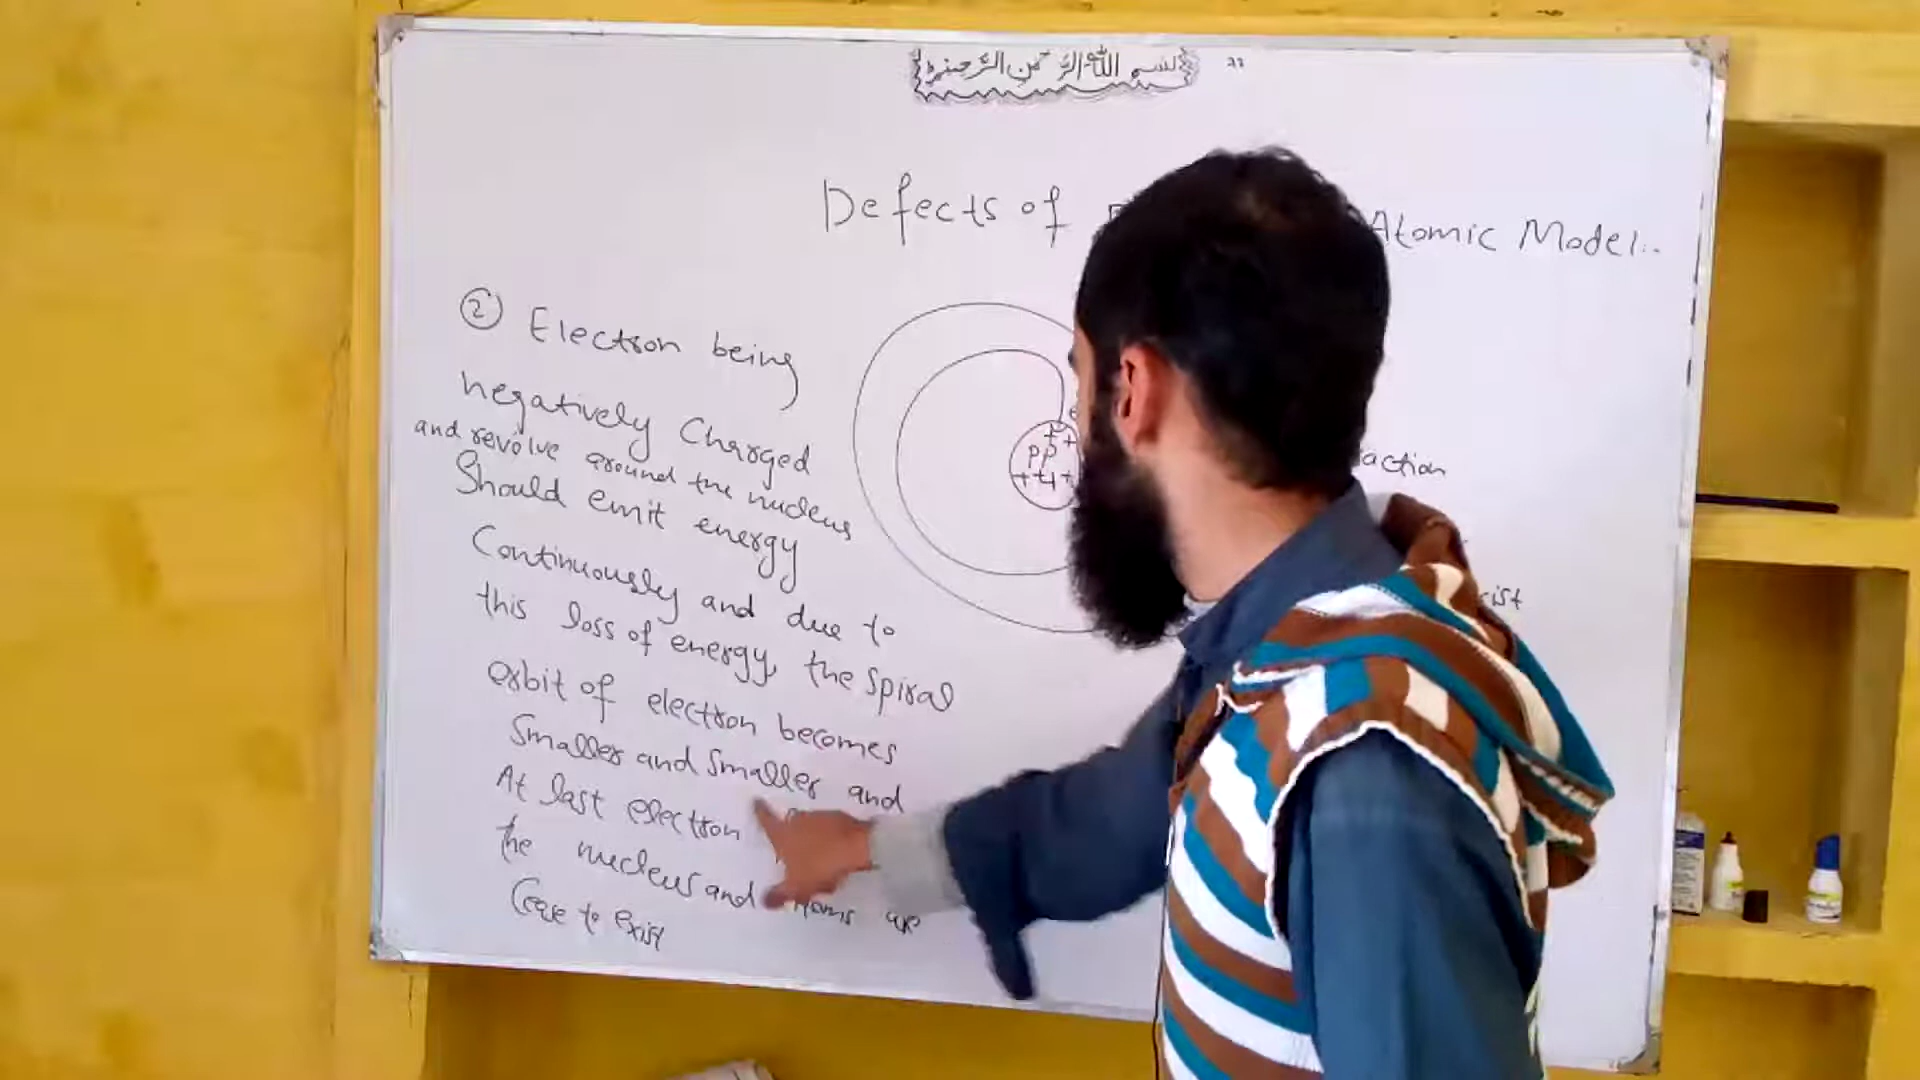 بسم الله الرحمن الرحيم
Defects of Atomic Model..
② Electron being
negatively Charged
and revolve around the nucleus
Should emit energy
Continuously and due to
this loss of energy, the spiral
orbit of electron becomes
Smaller and Smaller and
At last electron
the nucleus and are
Cease to exist
e
++
PP
++++